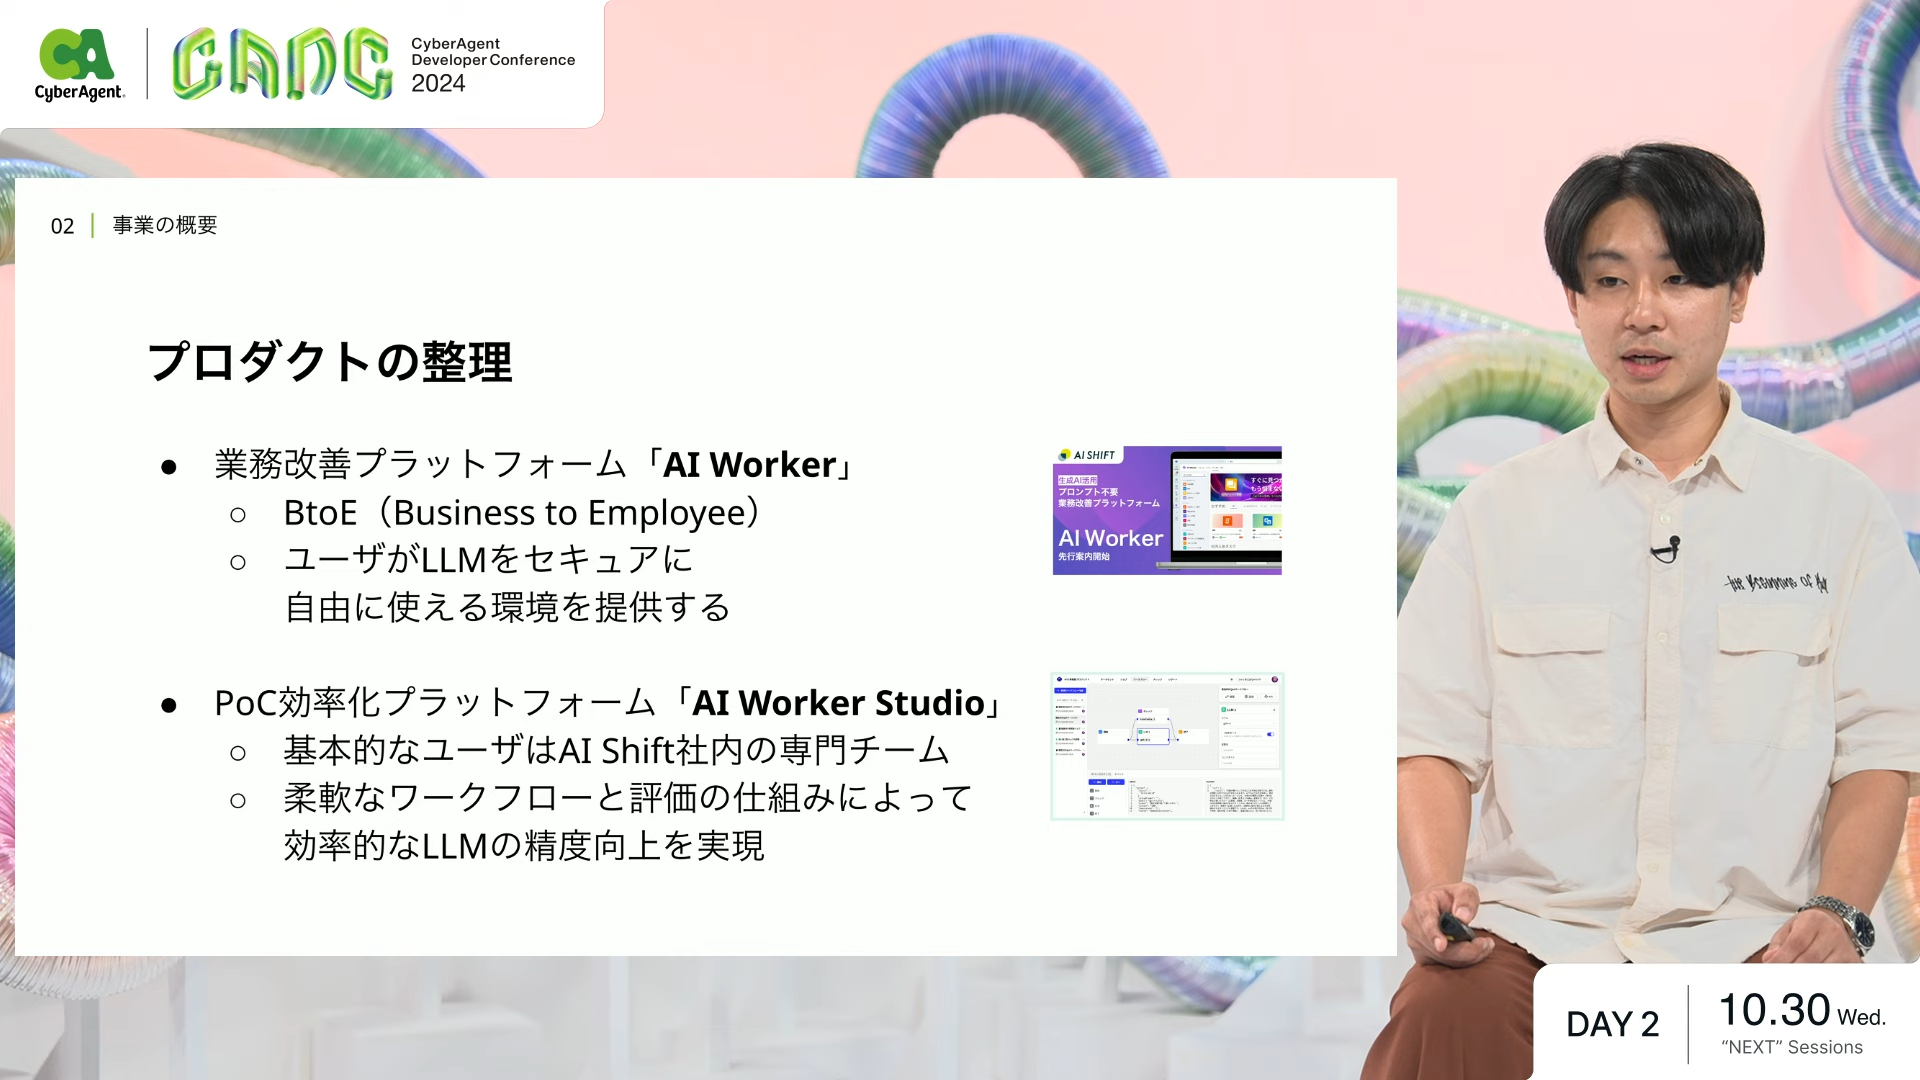 CyberAgent
CADC
CyberAgent
Developer Conference
2024
02 事業の概要
プロダクトの整理
● 業務改善プラットフォーム「AI Worker」
○ BtoE（Business to Employee）
○ ユーザがLLMをセキュアに
自由に使える環境を提供する
AI SHIFT
生成AI活用
プロンプト不要
業務改善プラットフォーム
AI Worker
先行案内開始
● PoC効率化プラットフォーム「AI Worker Studio」
○ 基本的なユーザはAI Shift社内の専門チーム
○ 柔軟なワークフローと評価の仕組みによって
効率的なLLMの精度向上を実現
DAY 2
10.30 Wed.
“NEXT” Sessions